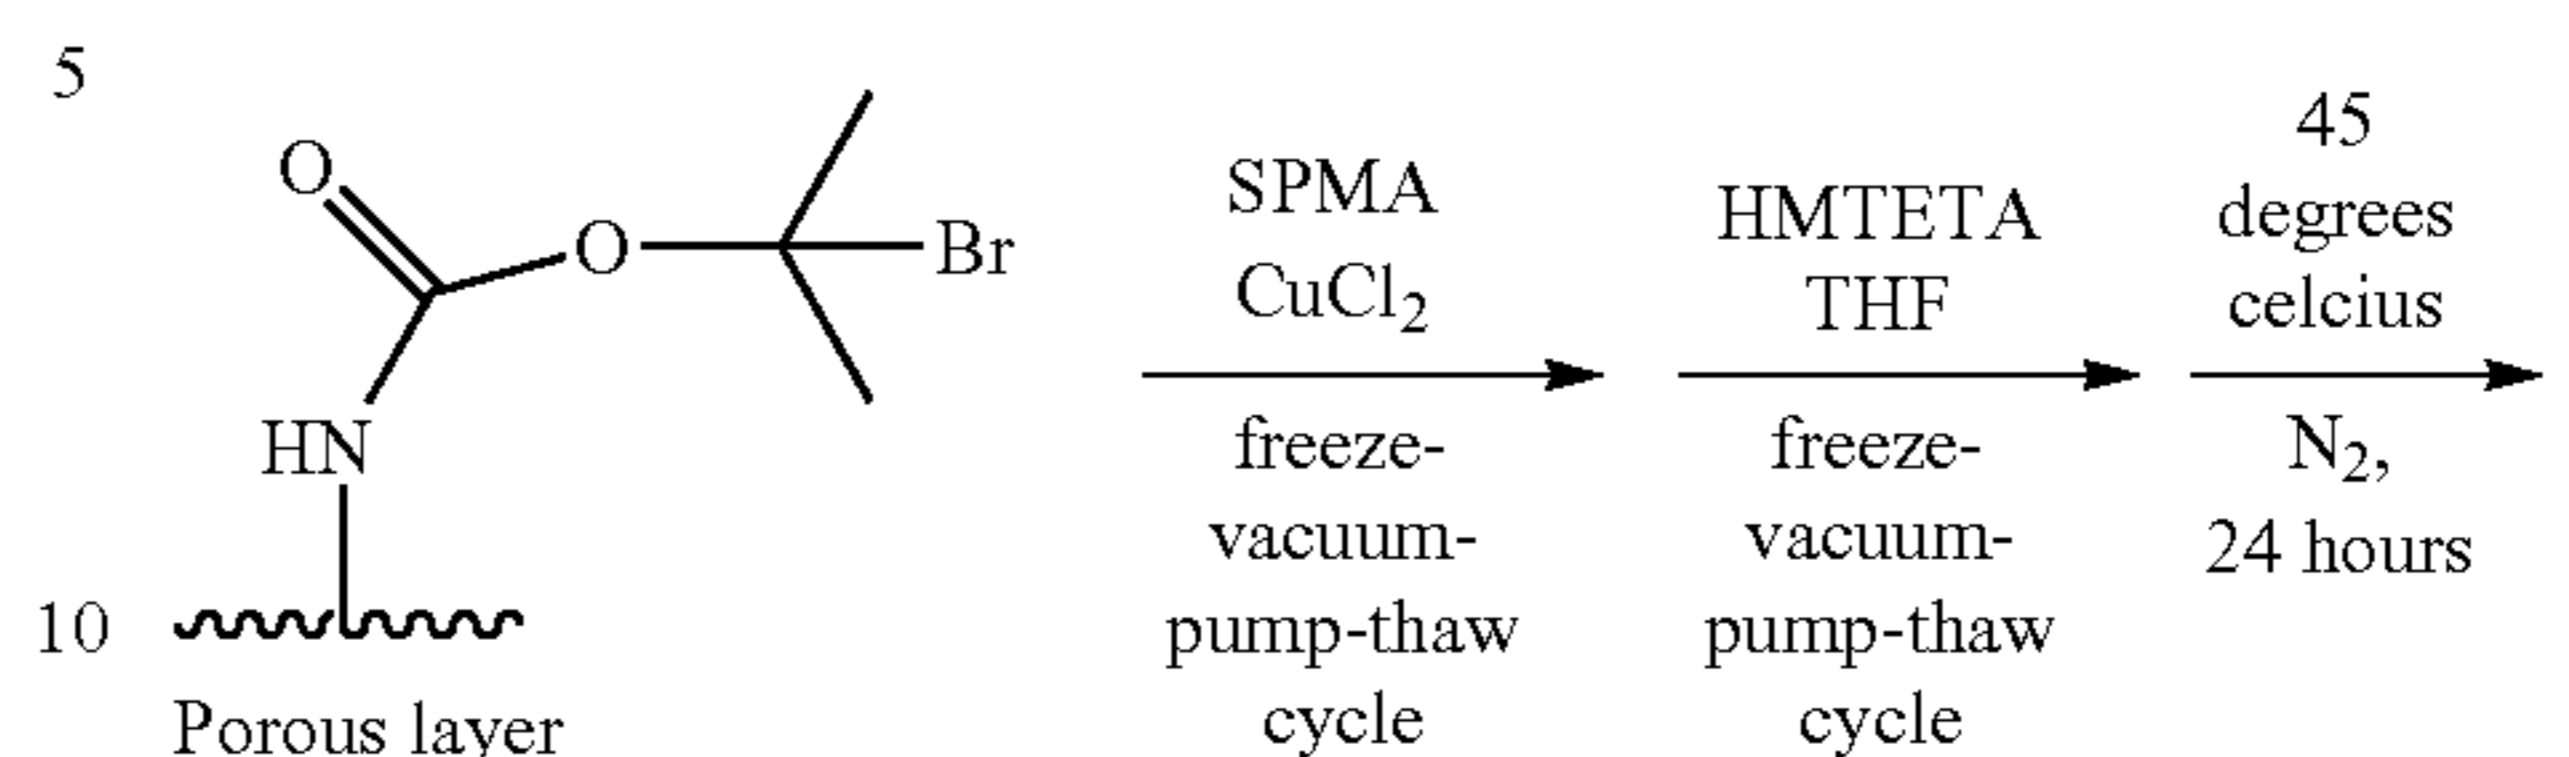 5
O
O
Br
HN
10
Porous layer
SPMA
CuCl₂
freeze-
vacuum-
pump-thaw
cycle
HMTETA
THF
freeze-
vacuum-
pump-thaw
cycle
45
degrees
celcius
N₂,
24 hours